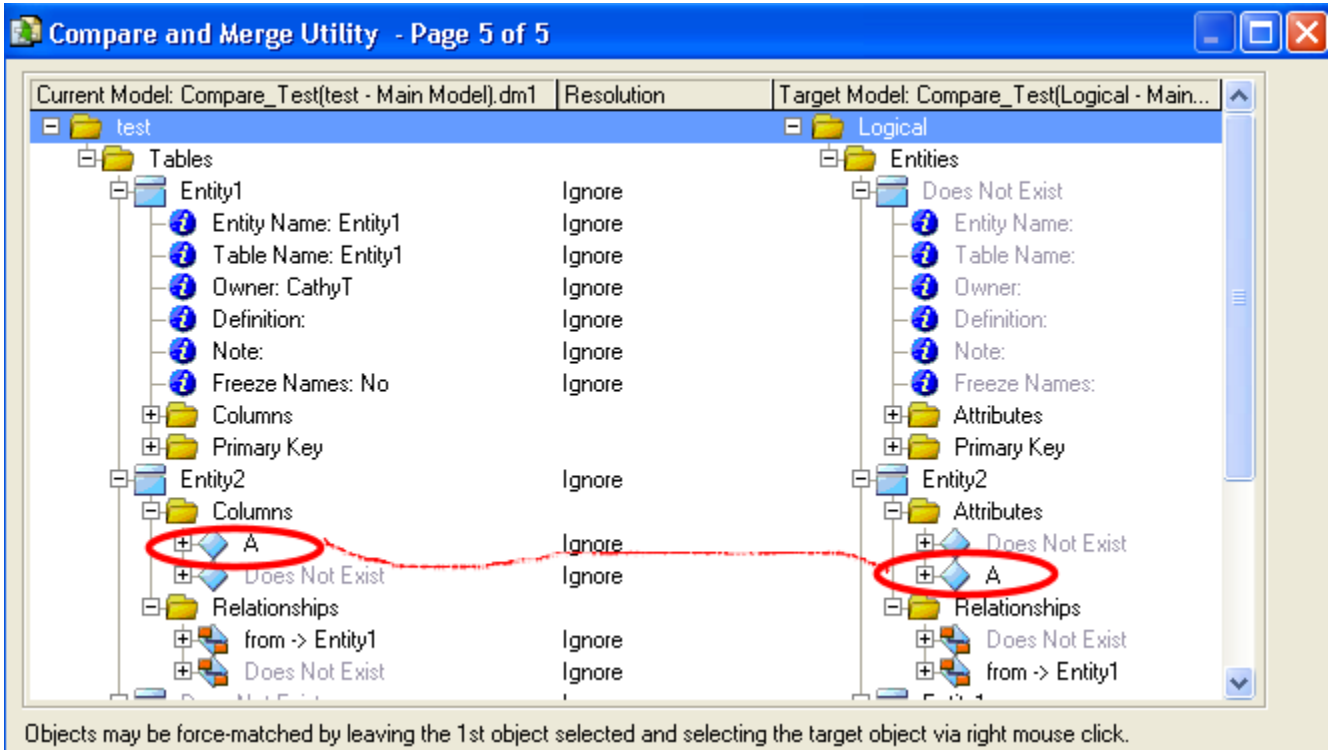 Compare and Merge Utility - Page 5 of 5
Current Model: Compare_Test(test - Main Model).dm1 Resolution Target Model: Compare_Test(Logical - Main...
test Logical
Tables Entities
Entity1 Ignore Does Not Exist
Entity Name: Entity1 Ignore Entity Name:
Table Name: Entity1 Ignore Table Name:
Owner: CathyT Ignore Owner:
Definition: Ignore Definition:
Note: Ignore Note:
Freeze Names: No Ignore Freeze Names:
Columns Attributes
Primary Key Primary Key
Entity2 Ignore Entity2
Columns Attributes
A Ignore Does Not Exist
Does Not Exist Ignore A
Relationships Relationships
from -> Entity1 Ignore Does Not Exist
Does Not Exist Ignore from -> Entity1
Objects may be force-matched by leaving the 1st object selected and selecting the target object via right mouse click.